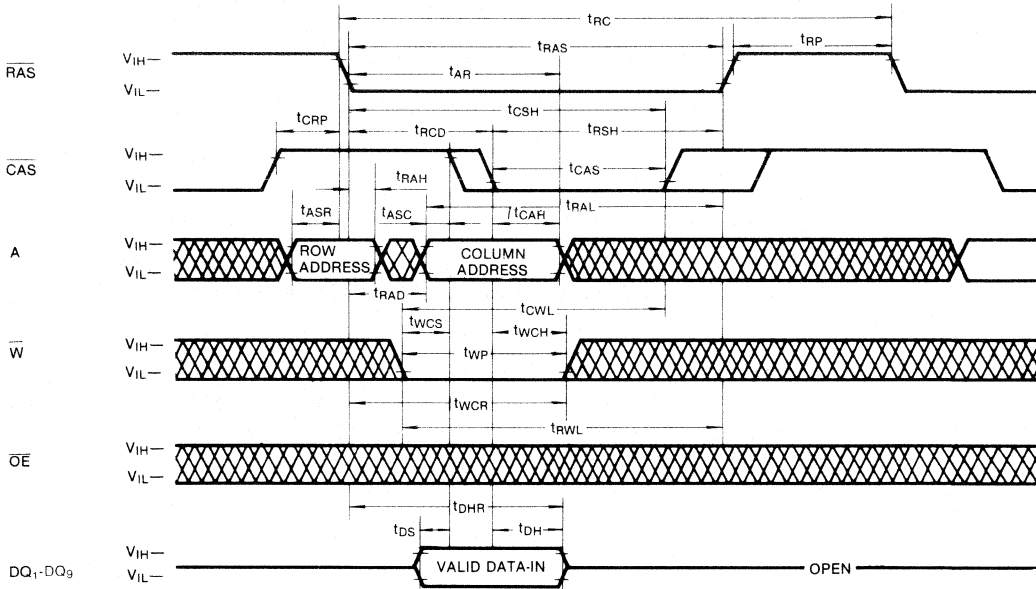 tRC
tRAS
tRP
RAS
VIH—
tAR
VIL—
tCSH
tCRP
tRCD
tRSH
CAS
VIH—
tCAS
VIL—
tRAH
tRAL
tASR
tASC
tCAH
A
VIH—
ROW
ADDRESS
COLUMN
ADDRESS
VIL—
tRAD
tCWL
tWCS
tWCH
W
VIH—
tWP
VIL—
tWCR
tRWL
OE
VIH—
VIL—
tDHR
tDS
tDH
DQ1-DQ9
VIH—
VALID DATA-IN
VIL—
OPEN